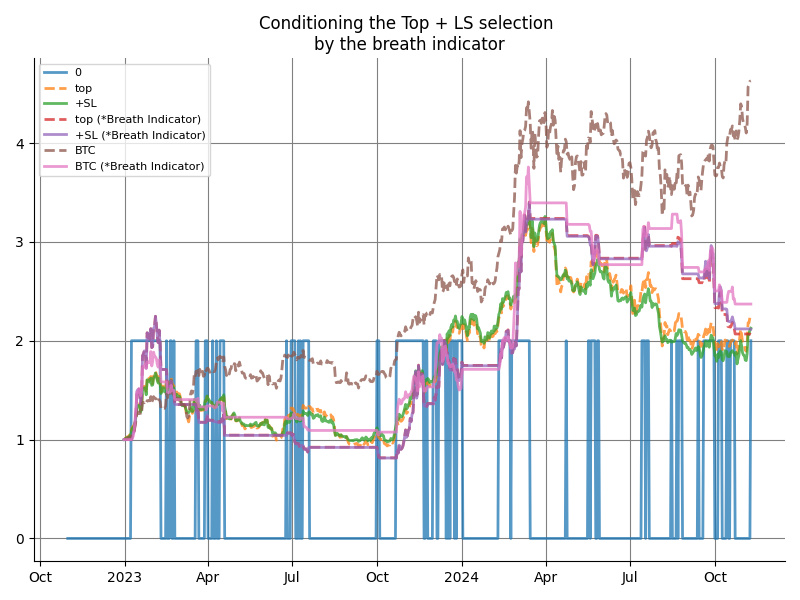 Conditioning the Top + LS selection
by the breath indicator
0
top
+SL
top (*Breath Indicator)
+SL (*Breath Indicator)
BTC
BTC (*Breath Indicator)
4
3
2
1
0
Oct
2023
Apr
Jul
Oct
2024
Apr
Jul
Oct